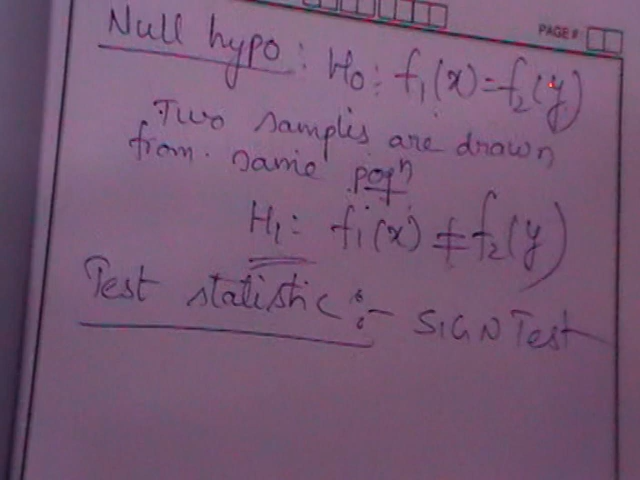 PAGE #
Null hypo : H₀ : f₁(x) = f₂(y)
Two samples are drawn
from same popⁿ
H₁ : f₁(x) ≠ f₂(y)
Test statistic :- SIGN Test